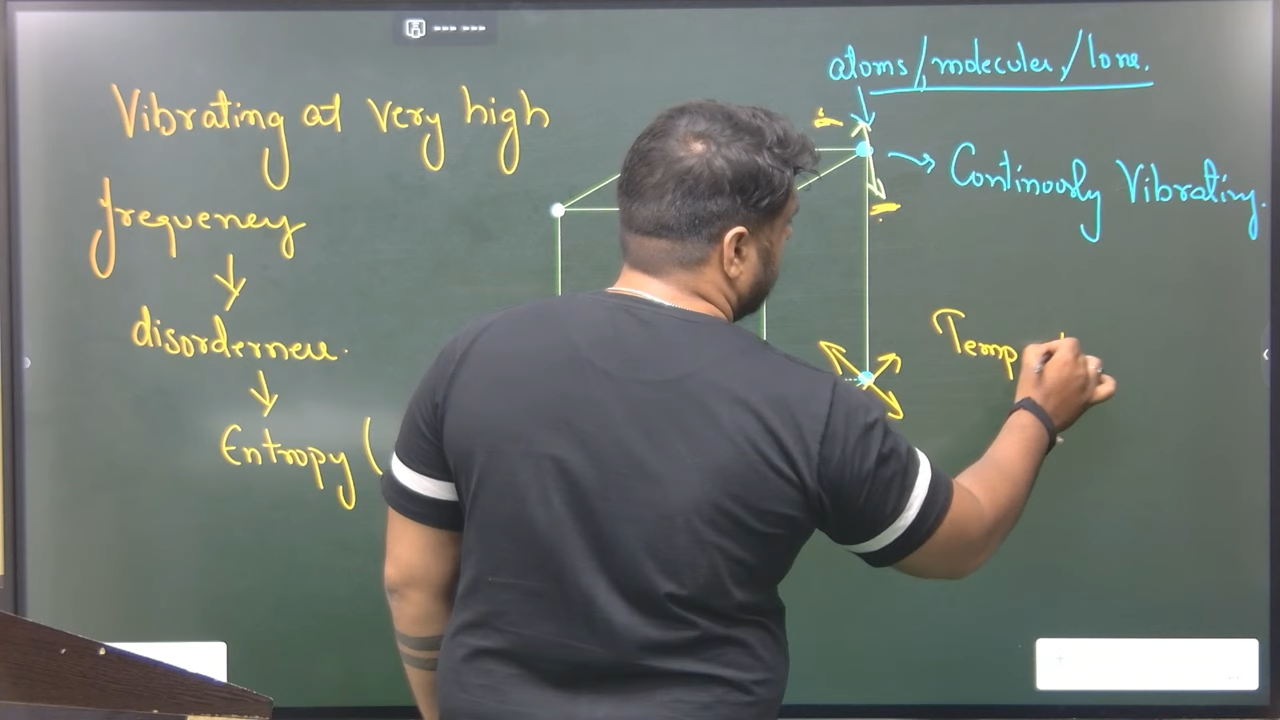 atoms/molecules/Ions.
Vibrating at very high
frequency
Continously Vibrating.
disorderness.
Temp
Entropy (